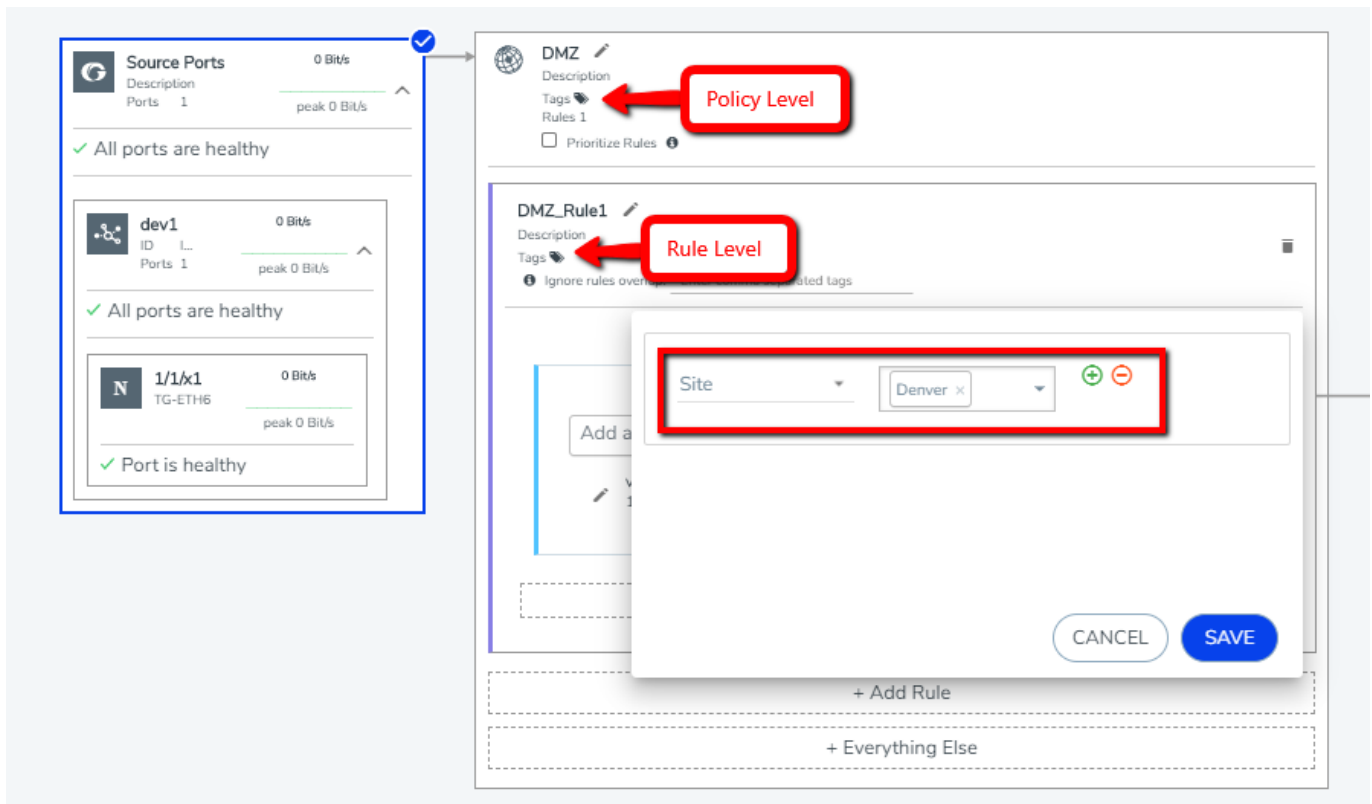 Source Ports
0 Bit/s
Description
Ports 1
peak 0 Bit/s
All ports are healthy
dev1
0 Bit/s
ID I...
Ports 1
peak 0 Bit/s
All ports are healthy
N
1/1/x1
0 Bit/s
TG-ETH6
peak 0 Bit/s
Port is healthy
DMZ
Description
Tags
Policy Level
Rules 1
Prioritize Rules
DMZ_Rule1
Description
Rule Level
Tags
Ignore rules
tags
Site
Denver ×
Add a
CANCEL
SAVE
+ Add Rule
+ Everything Else